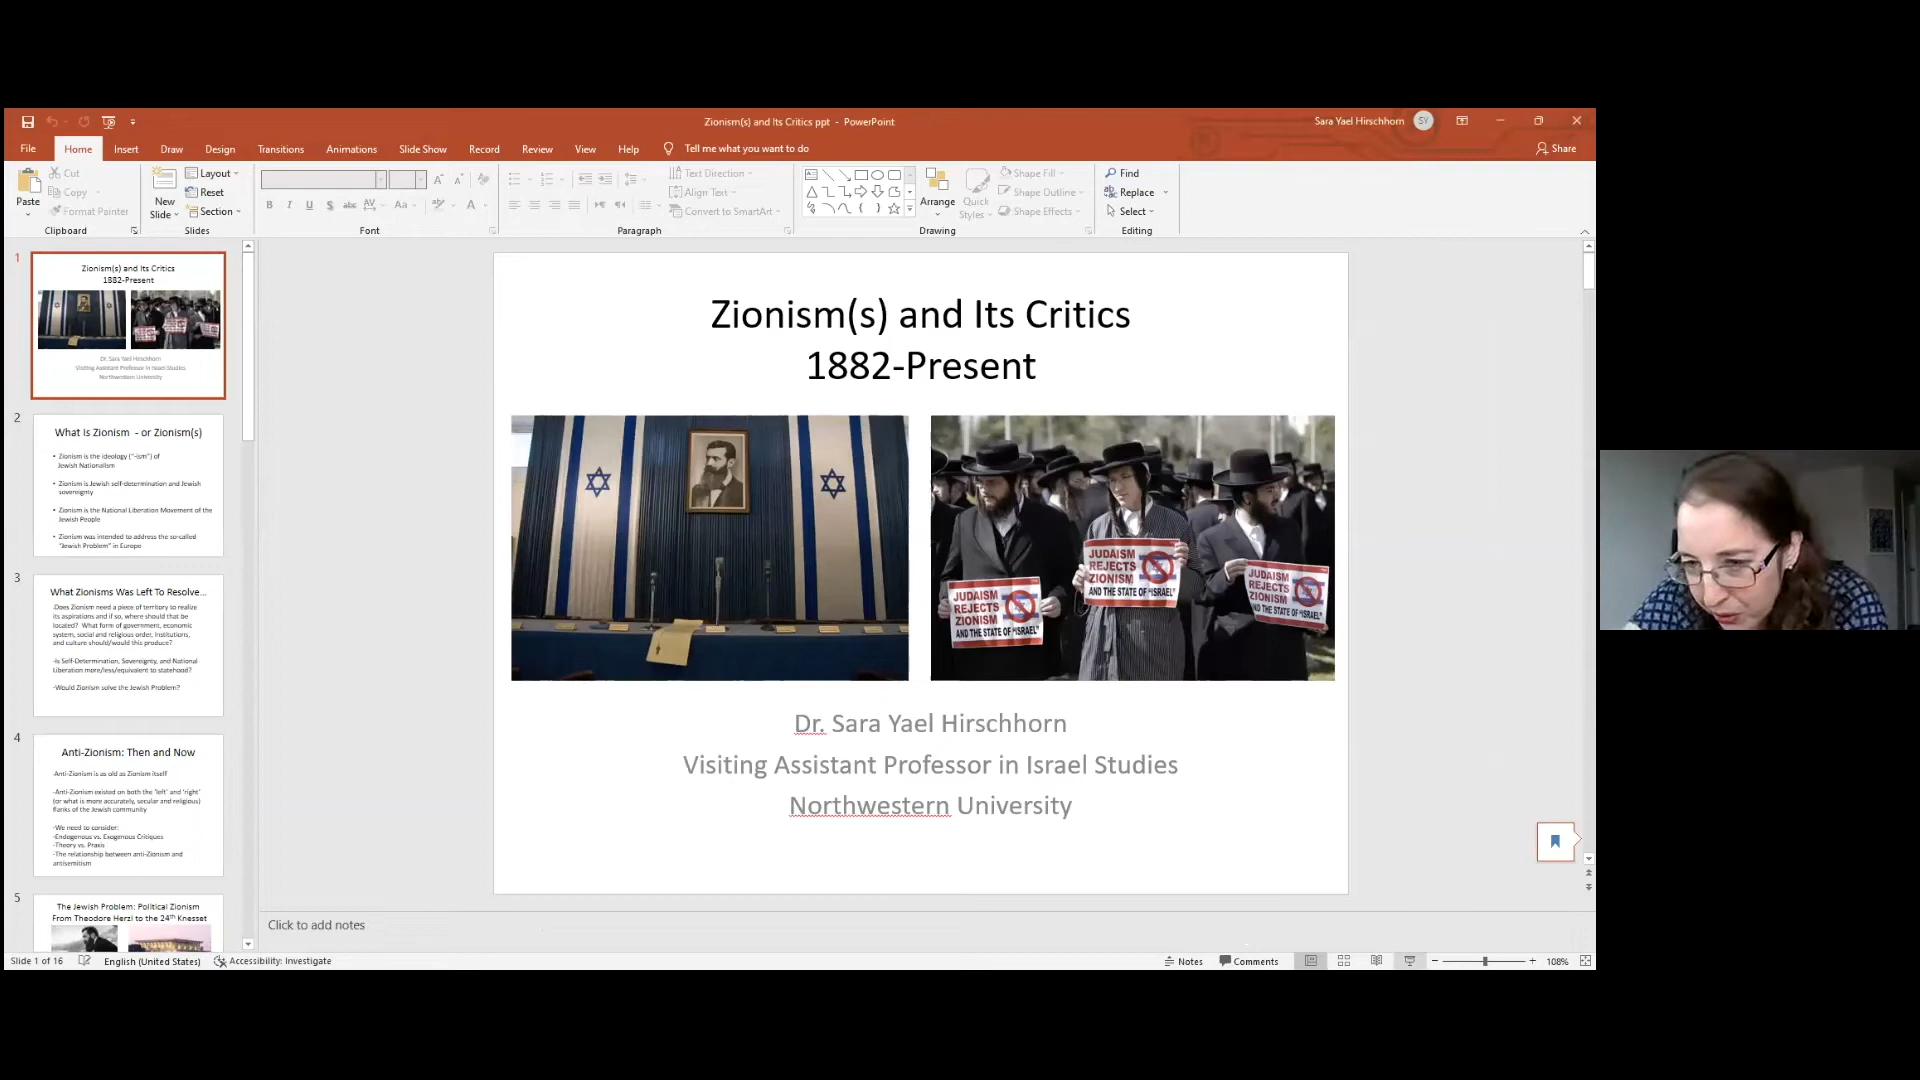 Zionism(s) and Its Critics ppt - PowerPoint
Sara Yael Hirschhorn SY
File Home Insert Draw Design Transitions Animations Slide Show Record Review View Help Tell me what you want to do Share
Paste
Cut
Copy
Format Painter
Clipboard
New
Slide
Layout
Reset
Section
Slides
Font
Text Direction
Align Text
Convert to SmartArt
Paragraph
Arrange
Quick
Styles
Shape Fill
Shape Outline
Shape Effects
Drawing
Find
Replace
Select
Editing
1
Zionism(s) and Its Critics
1882-Present
Dr. Sara Yael Hirschhorn
Visiting Assistant Professor in Israel Studies
Northwestern University
2
What Is Zionism - or Zionism(s)
• Zionism is the ideology ("-ism") of
Jewish Nationalism
• Zionism is Jewish self-determination and Jewish
sovereignty
• Zionism is the National Liberation Movement of the
Jewish People
• Zionism was intended to address the so-called
"Jewish Problem" in Europe
3
What Zionisms Was Left To Resolve...
-Does Zionism need a piece of territory to realize
its aspirations and if so, where should that be
located? What form of government, economic
system, social and religious order, institutions,
and culture should/would this produce?
-Is Self-Determination, Sovereignty, and National
Liberation more/less/equivalent to statehood?
-Would Zionism solve the Jewish Problem?
4
Anti-Zionism: Then and Now
-Anti-Zionism is as old as Zionism itself
-Anti-Zionism existed on both the 'left' and 'right'
(or what is more accurately, secular and religious)
flanks of the Jewish community
-We need to consider:
-Endogenous vs. Exogenous Critiques
-Theory vs. Praxis
-The relationship between anti-Zionism and
antisemitism
5
The Jewish Problem: Political Zionism
From Theodore Herzl to the 24th Knesset
Zionism(s) and Its Critics
1882-Present
JUDAISM
REJECTS
ZIONISM
AND THE STATE OF "ISRAEL"
JUDAISM
REJECTS
ZIONISM
AND THE STATE OF "ISRAEL"
JUDAISM
REJECTS
ZIONISM
AND THE STATE OF "ISRAEL"
Dr. Sara Yael Hirschhorn
Visiting Assistant Professor in Israel Studies
Northwestern University
Click to add notes
Slide 1 of 16 English (United States) Accessibility: Investigate Notes Comments 108%